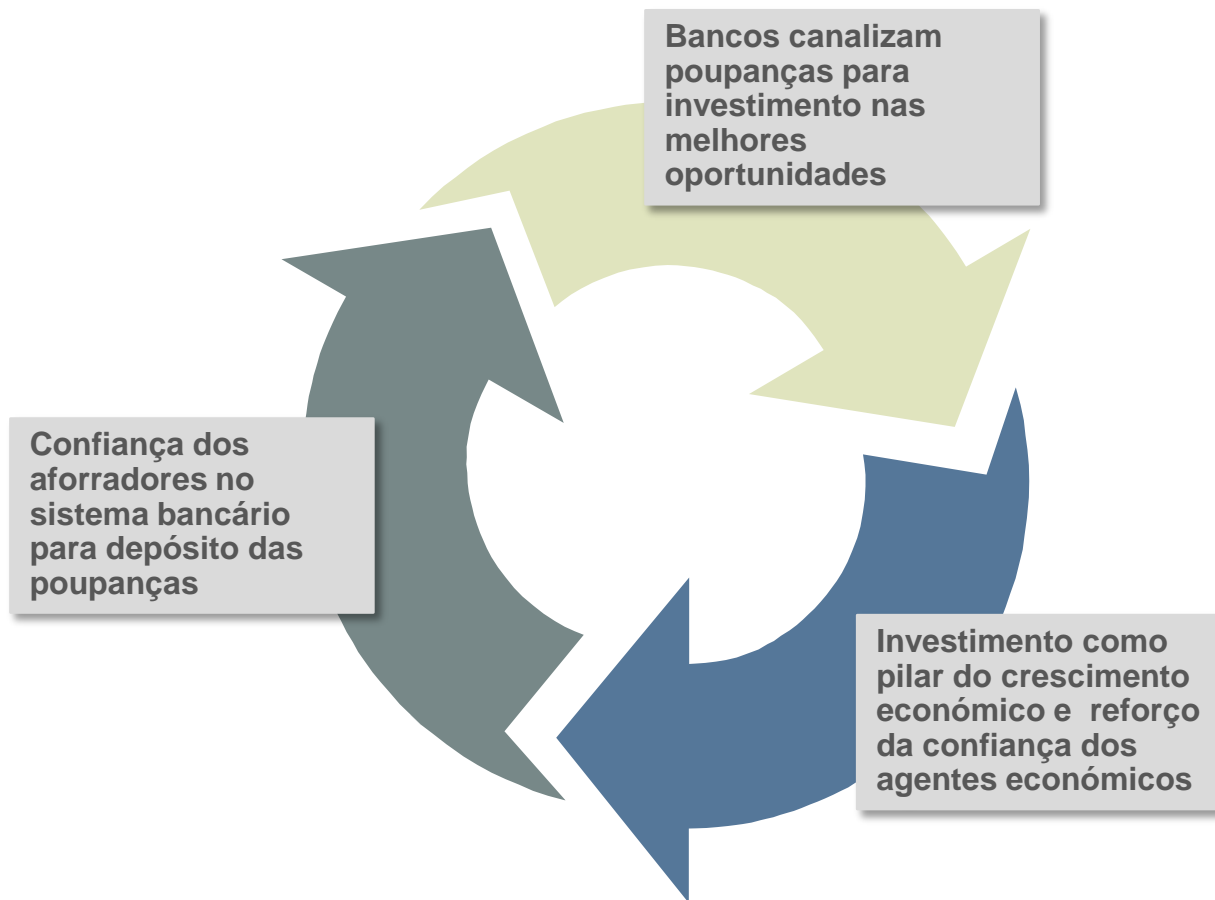 Bancos canalizam
poupanças para
investimento nas
melhores
oportunidades
Confiança dos
aforradores no
sistema bancário
para depósito das
poupanças
Investimento como
pilar do crescimento
económico e  reforço
da confiança dos
agentes económicos